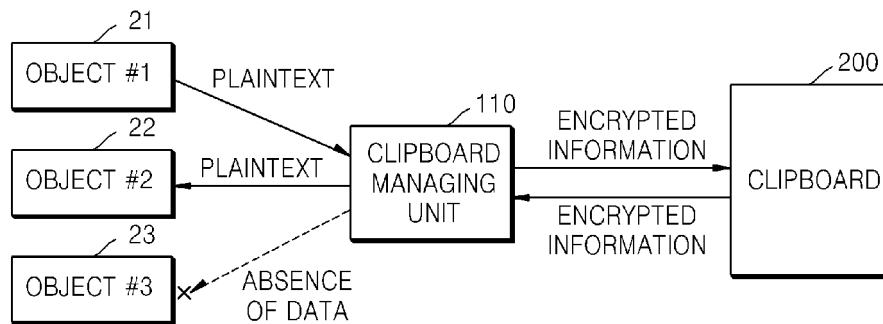 21
OBJECT #1
PLAINTEXT
22
OBJECT #2
PLAINTEXT
23
OBJECT #3
ABSENCE
OF DATA
110
CLIPBOARD
MANAGING
UNIT
ENCRYPTED
INFORMATION
ENCRYPTED
INFORMATION
200
CLIPBOARD